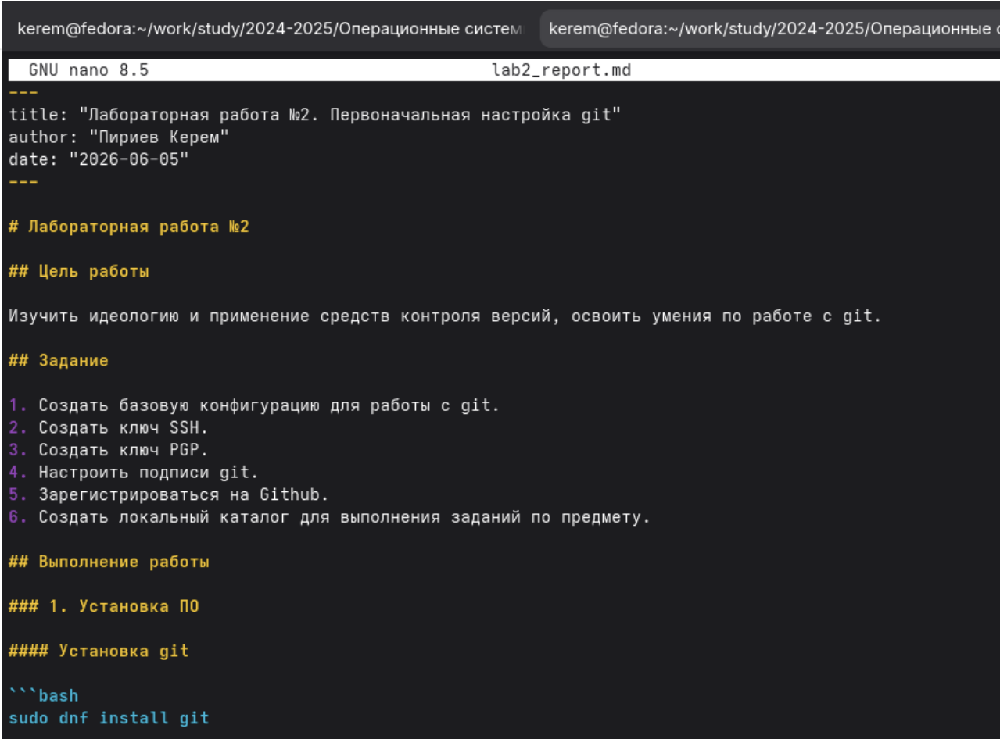 kerem@fedora:~/work/study/2024-2025/Операционные систем
kerem@fedora:~/work/study/2024-2025/Операционные
GNU nano 8.5 lab2_report.md
---
title: "Лабораторная работа №2. Первоначальная настройка git"
author: "Пириев Керем"
date: "2026-06-05"
---
# Лабораторная работа №2
## Цель работы
Изучить идеологию и применение средств контроля версий, освоить умения по работе с git.
## Задание
1. Создать базовую конфигурацию для работы с git.
2. Создать ключ SSH.
3. Создать ключ PGP.
4. Настроить подписи git.
5. Зарегистрироваться на Github.
6. Создать локальный каталог для выполнения заданий по предмету.
## Выполнение работы
### 1. Установка ПО
#### Установка git
```bash
sudo dnf install git